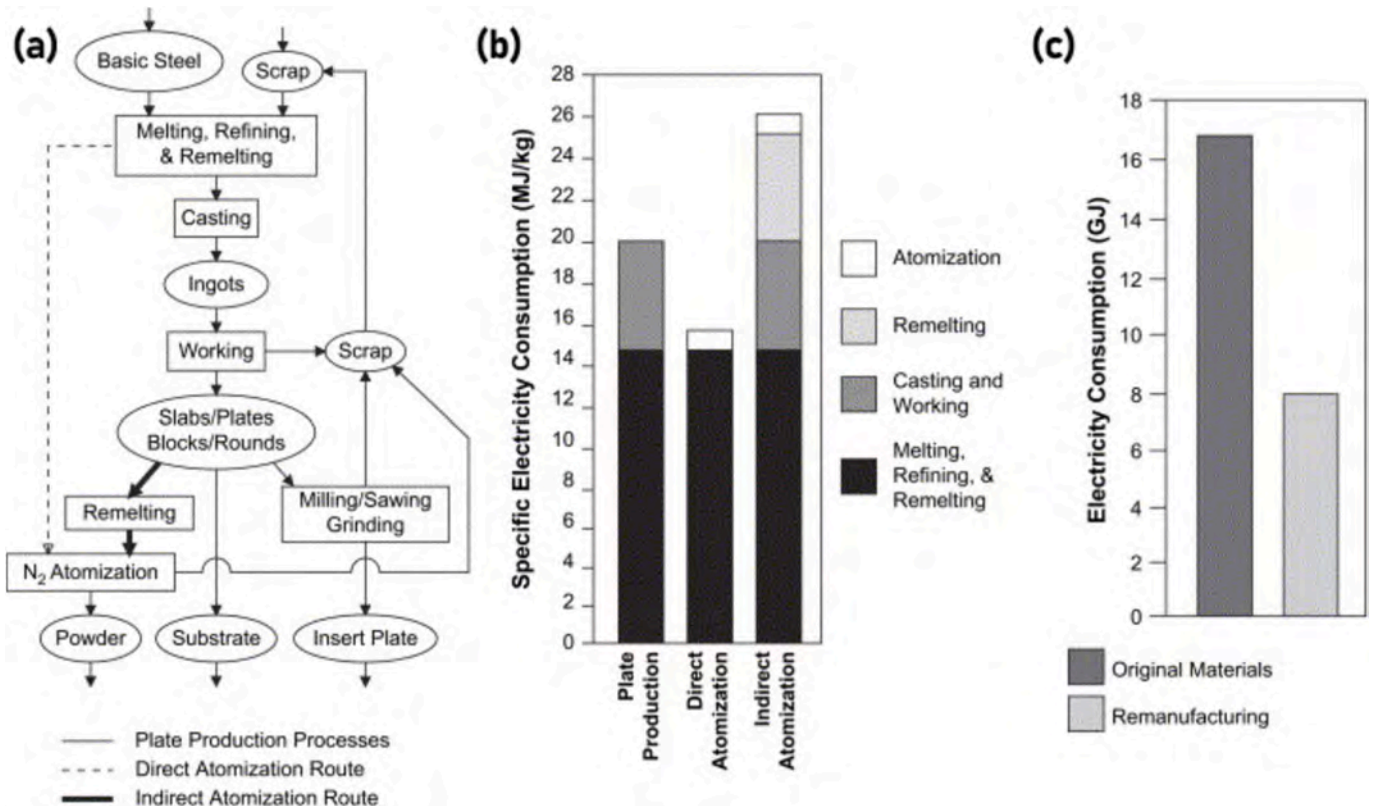 (a)
Basic Steel
Scrap
Melting, Refining,
& Remelting
Casting
Ingots
Working
Scrap
Slabs/Plates
Blocks/Rounds
Remelting
Milling/Sawing
Grinding
N2 Atomization
Powder
Substrate
Insert Plate
Plate Production Processes
Direct Atomization Route
Indirect Atomization Route
(b)
Specific Electricity Consumption (MJ/kg)
28
26
24
22
20
18
16
14
12
10
8
6
4
2
0
Plate
Production
Direct
Atomization
Indirect
Atomization
Atomization
Remelting
Casting and
Working
Melting,
Refining, &
Remelting
(c)
Electricity Consumption (GJ)
18
16
14
12
10
8
6
4
2
0
Original Materials
Remanufacturing